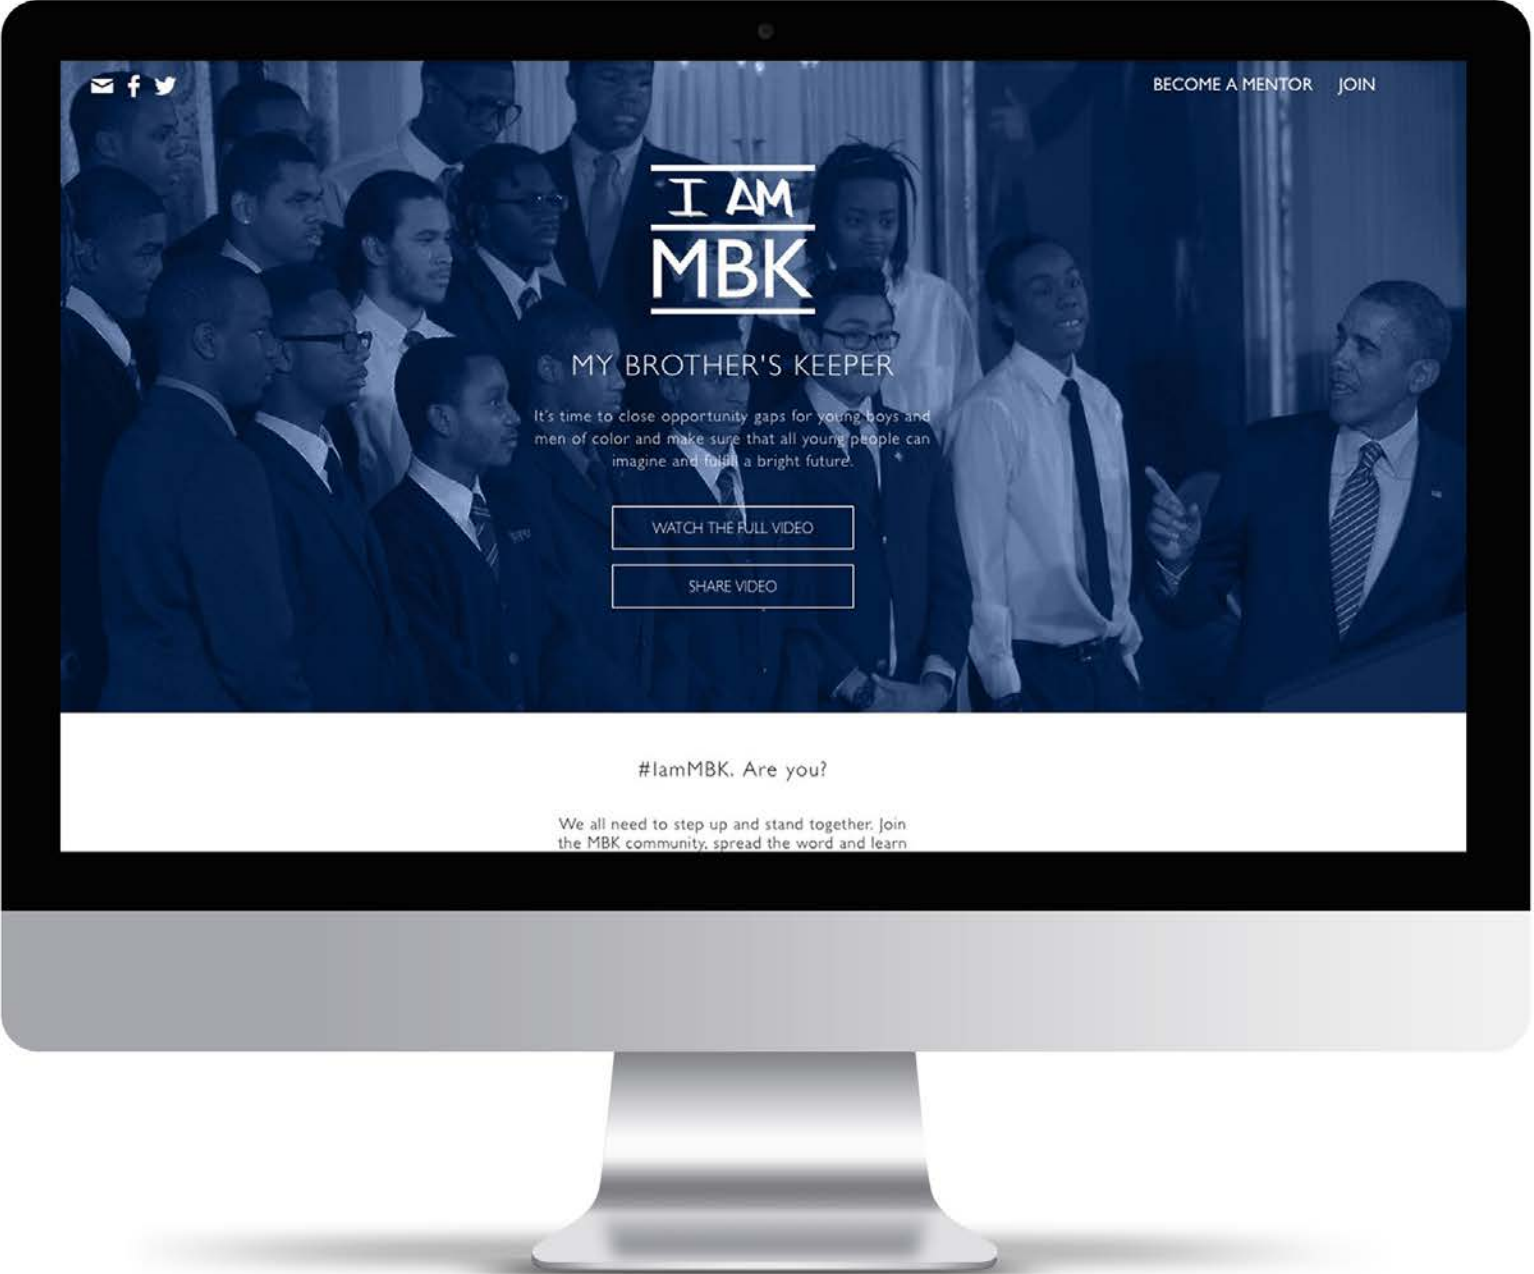 BECOME A MENTOR JOIN
I AM
MBK
MY BROTHER'S KEEPER
It's time to close opportunity gaps for young boys and
men of color and make sure that all young people can
imagine and fulfill a bright future.
WATCH THE FULL VIDEO
SHARE VIDEO
#IamMBK. Are you?
We all need to step up and stand together. Join
the MBK community, spread the word and learn